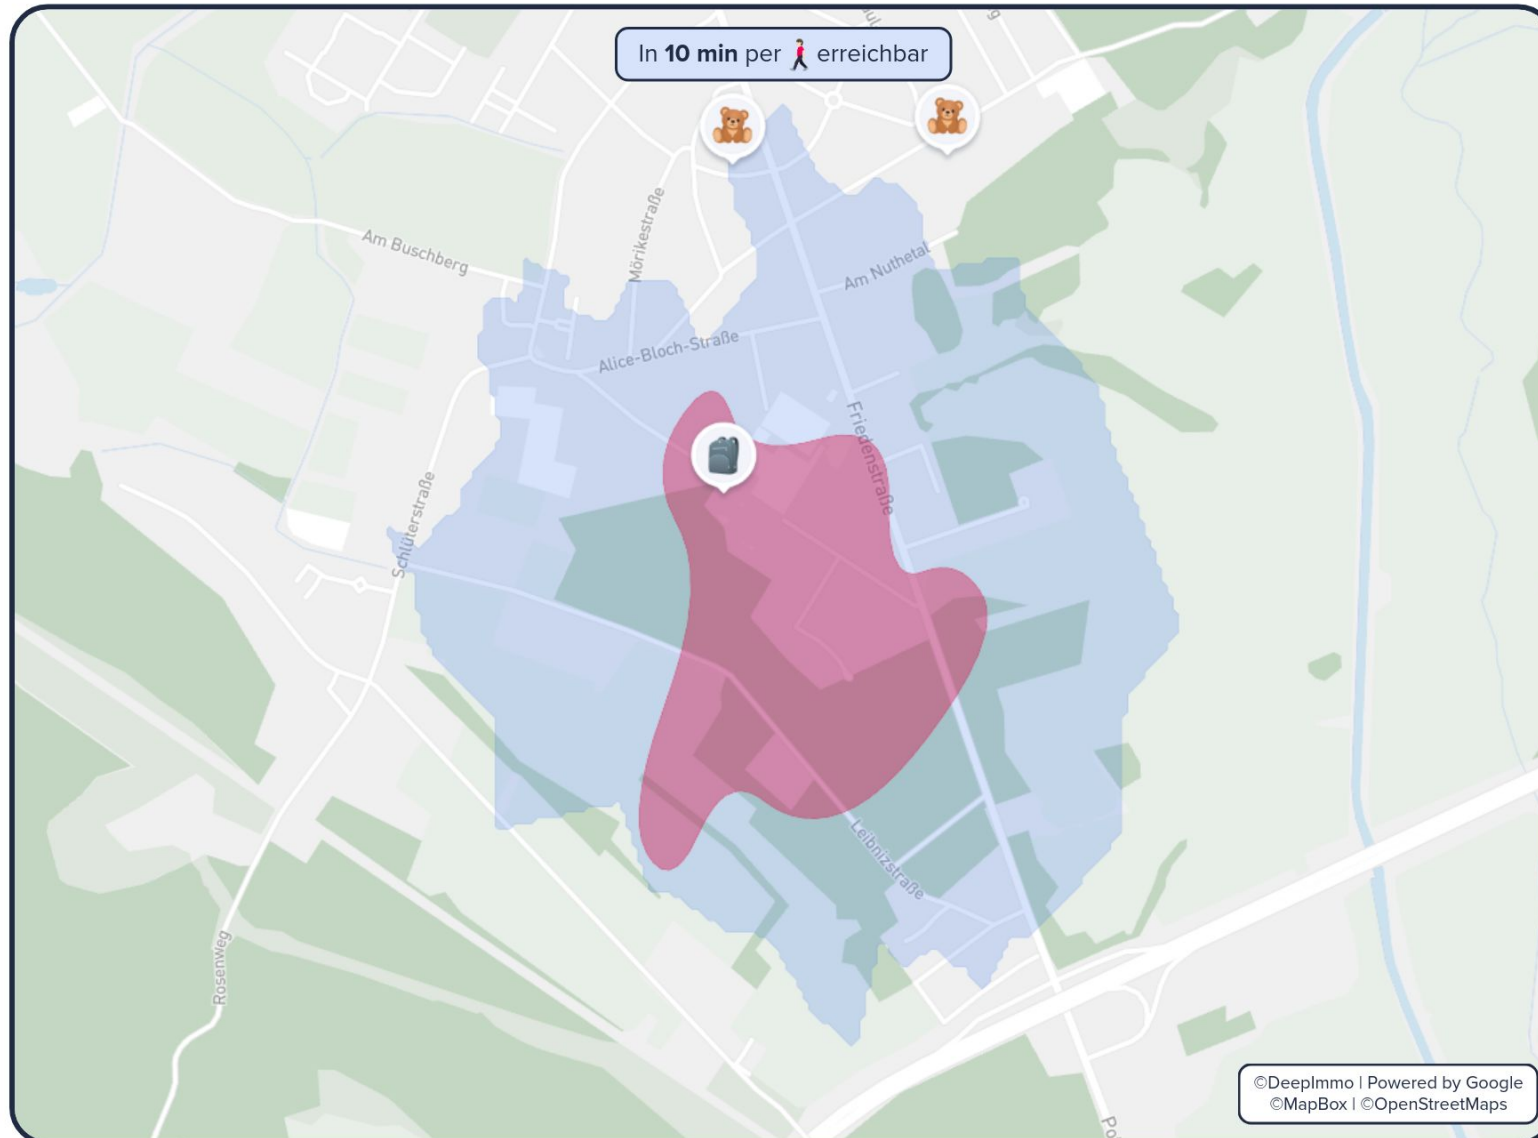 In 10 min per erreichbar
Am Buschberg
Mörikestraße
Am Nuthetal
Alice-Bloch-Straße
Friedenstraße
Schlüterstraße
Leibnizstraße
Rosenweg
©DeepImmo | Powered by Google
©MapBox | ©OpenStreetMaps